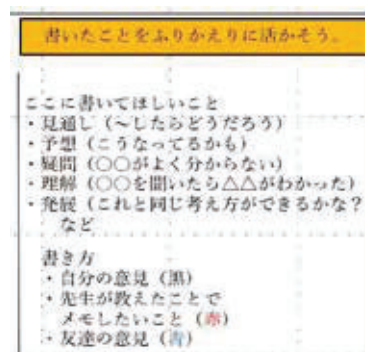 書いたことをふりかえりに活かそう。
ここに書いてほしいこと
・見通し（～したらどうだろう）
・予想（こうなってるかも）
・疑問（○○がよく分からない）
・理解（○○を聞いたら△△がわかった）
・発展（これと同じ考え方ができるかな？
など
書き方
・自分の意見（黒）
・先生が教えたことで
メモしたいこと（赤）
・友達の意見（青）